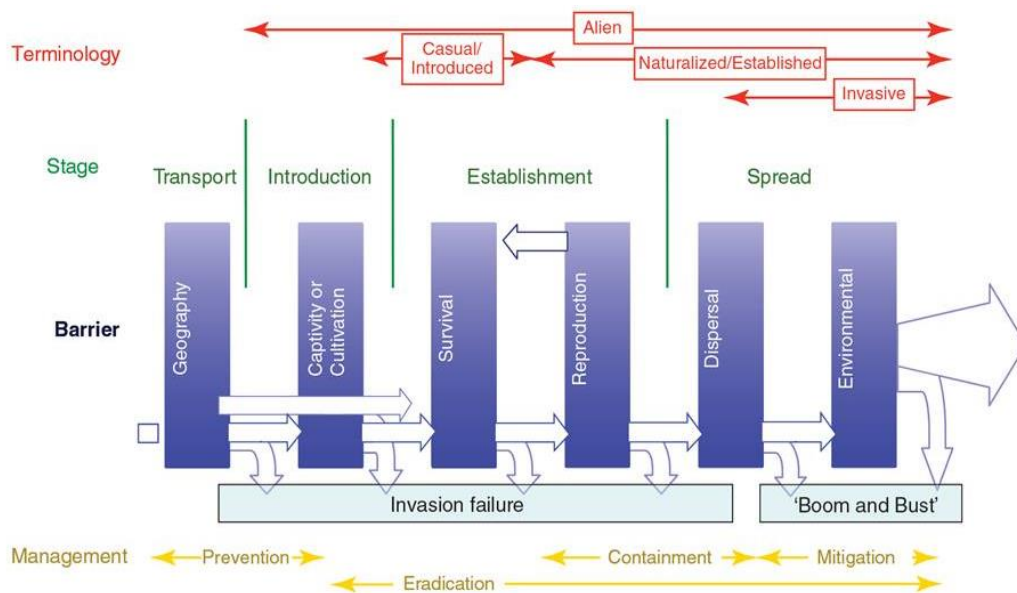 Alien
Terminology
Casual/
Introduced
Naturalized/Established
Invasive
Stage
Transport
Introduction
Establishment
Spread
Barrier
Geography
Captivity or
Cultivation
Survival
Reproduction
Dispersal
Environmental
Invasion failure
'Boom and Bust'
Management
Prevention
Containment
Mitigation
Eradication